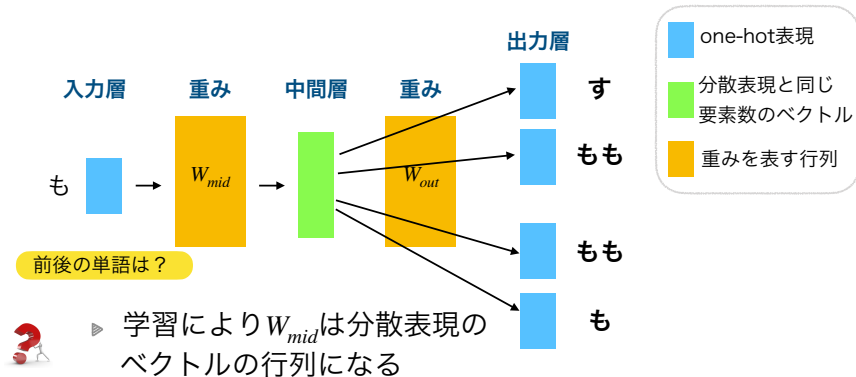 出力層
入力層
重み
中間層
重み
す
も
W_mid
W_out
もも
もも
も
前後の単語は？
one-hot表現
分散表現と同じ
要素数のベクトル
重みを表す行列
学習によりW_midは分散表現の
ベクトルの行列になる